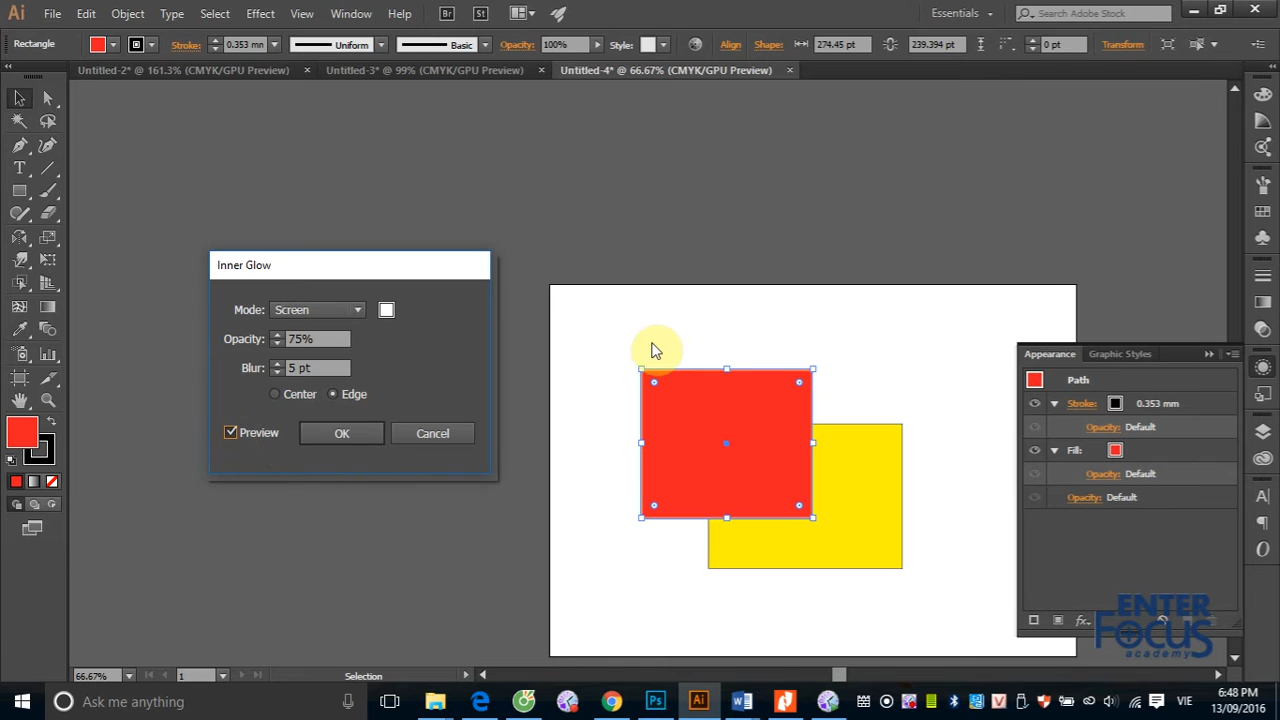 Ai File Edit Object Type Select Effect View Window Help Br St Essentials Search Adobe Stock
Rectangle Stroke: 0.353 mn Uniform Basic Opacity: 100% Style: Align Shape: 274.45 pt 239.394 pt 0 pt Transform
Untitled-2* @ 161.3% (CMYK/GPU Preview) × Untitled-3* @ 99% (CMYK/GPU Preview) × Untitled-4* @ 66.67% (CMYK/GPU Preview) ×
Inner Glow
Mode: Screen
Opacity: 75%
Blur: 5 pt
Center Edge
Preview OK Cancel
Appearance Graphic Styles
Path
Stroke: 0.353 mm
Opacity: Default
Fill:
Opacity: Default
Opacity: Default
fx
ENTER
FOCUS
academy
66.67% 1 Selection
Ask me anything Ps Ai VIE 6:48 PM
13/09/2016